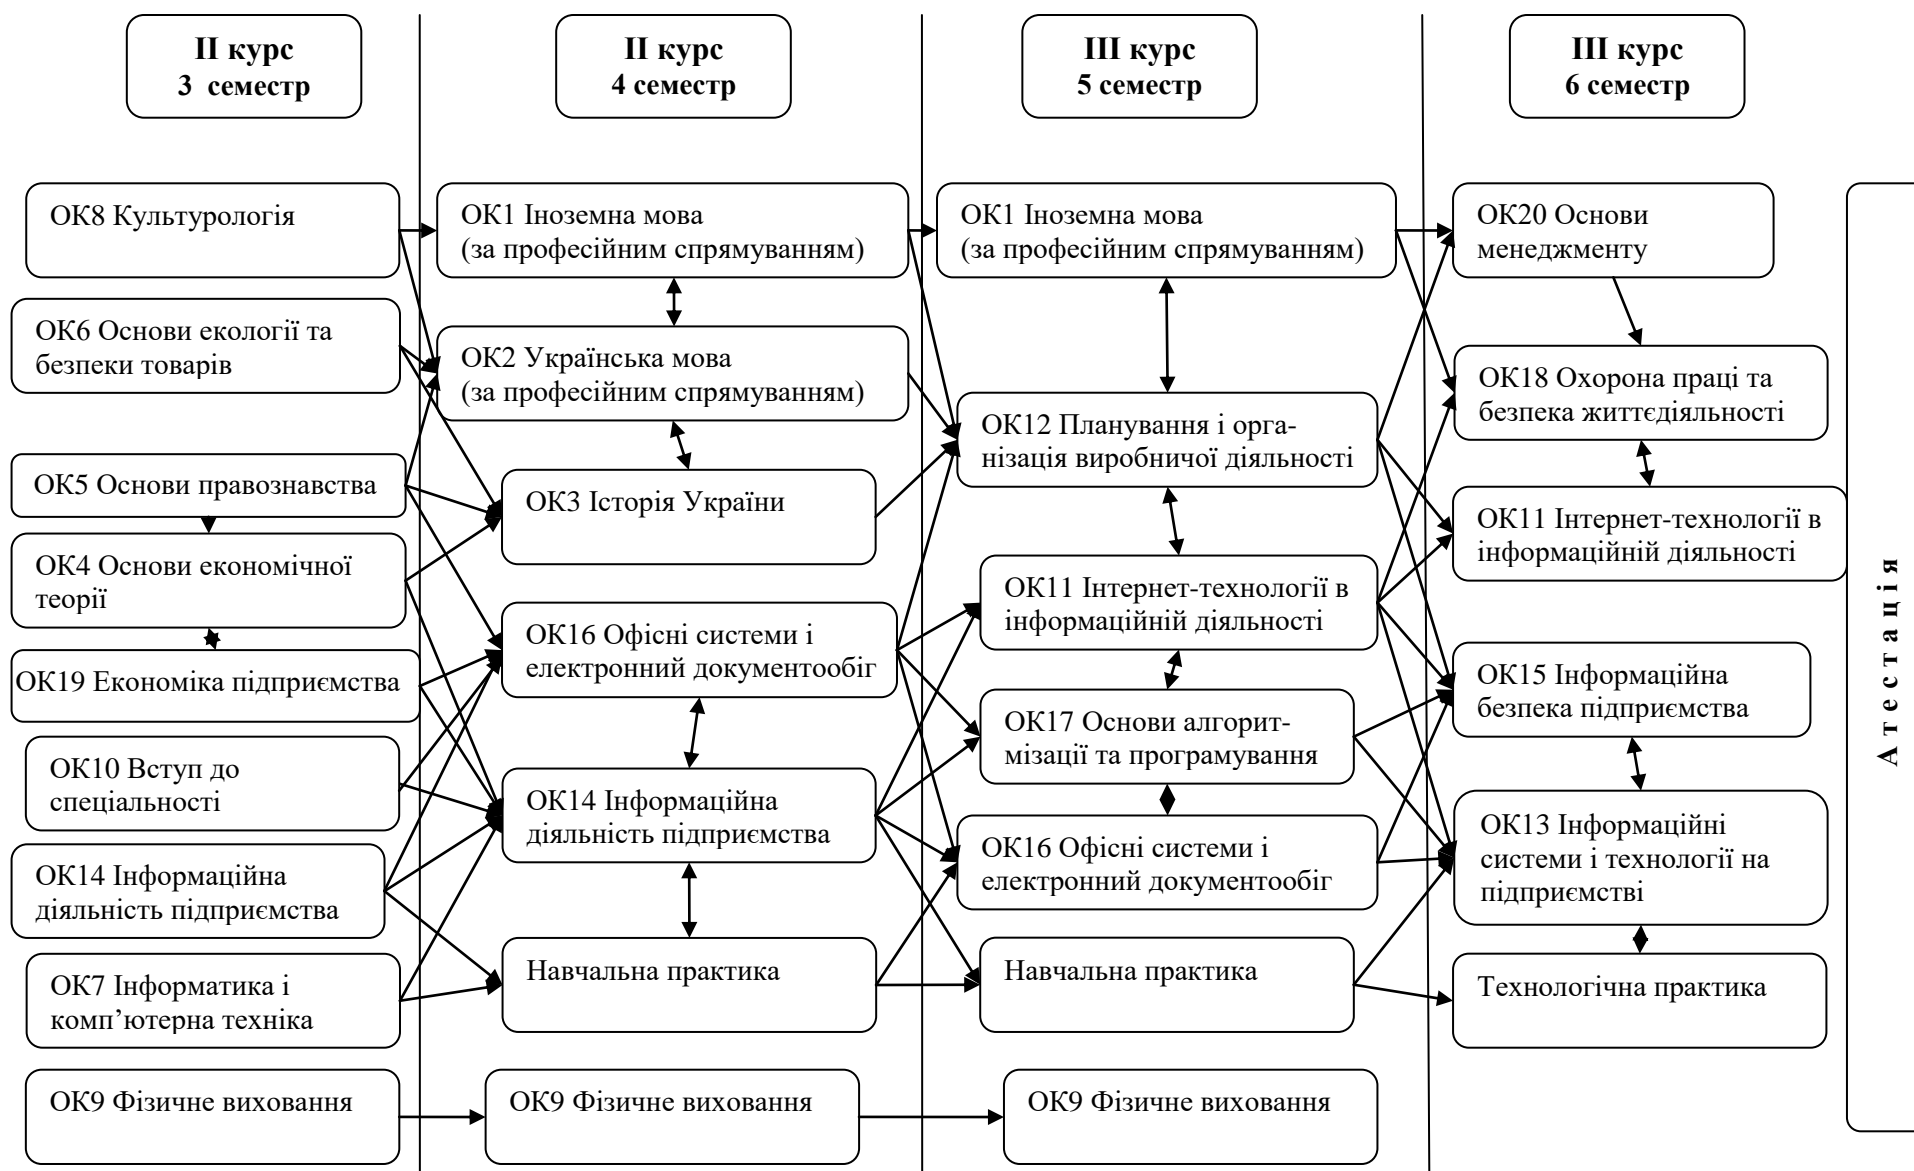 II курс
3 семестр
II курс
4 семестр
III курс
5 семестр
III курс
6 семестр
ОК8 Культурологія
ОК6 Основи екології та
безпеки товарів
ОК5 Основи правознавства
ОК4 Основи економічної
теорії
ОК19 Економіка підприємства
ОК10 Вступ до
спеціальності
ОК14 Інформаційна
діяльність підприємства
ОК7 Інформатика і
комп’ютерна техніка
ОК9 Фізичне виховання
ОК1 Іноземна мова
(за професійним спрямуванням)
ОК2 Українська мова
(за професійним спрямуванням)
ОК3 Історія України
ОК16 Офісні системи і
електронний документообіг
ОК14 Інформаційна
діяльність підприємства
Навчальна практика
ОК9 Фізичне виховання
ОК1 Іноземна мова
(за професійним спрямуванням)
ОК12 Планування і орга-
нізація виробничої діяльності
ОК11 Інтернет-технології в
інформаційній діяльності
ОК17 Основи алгорит-
мізації та програмування
ОК16 Офісні системи і
електронний документообіг
Навчальна практика
ОК9 Фізичне виховання
ОК20 Основи
менеджменту
ОК18 Охорона праці та
безпека життєдіяльності
ОК11 Інтернет-технології в
інформаційній діяльності
ОК15 Інформаційна
безпека підприємства
ОК13 Інформаційні
системи і технології на
підприємстві
Технологічна практика
Атестація